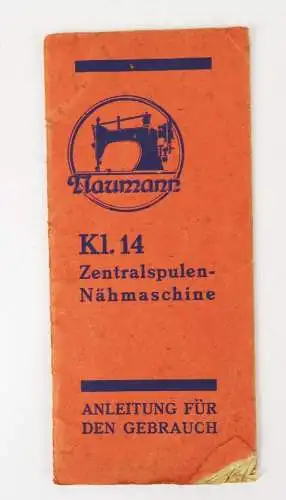 Naumann
Kl. 14
Zentralspulen-
Nähmaschine
ANLEITUNG FÜR
DEN GEBRAUCH